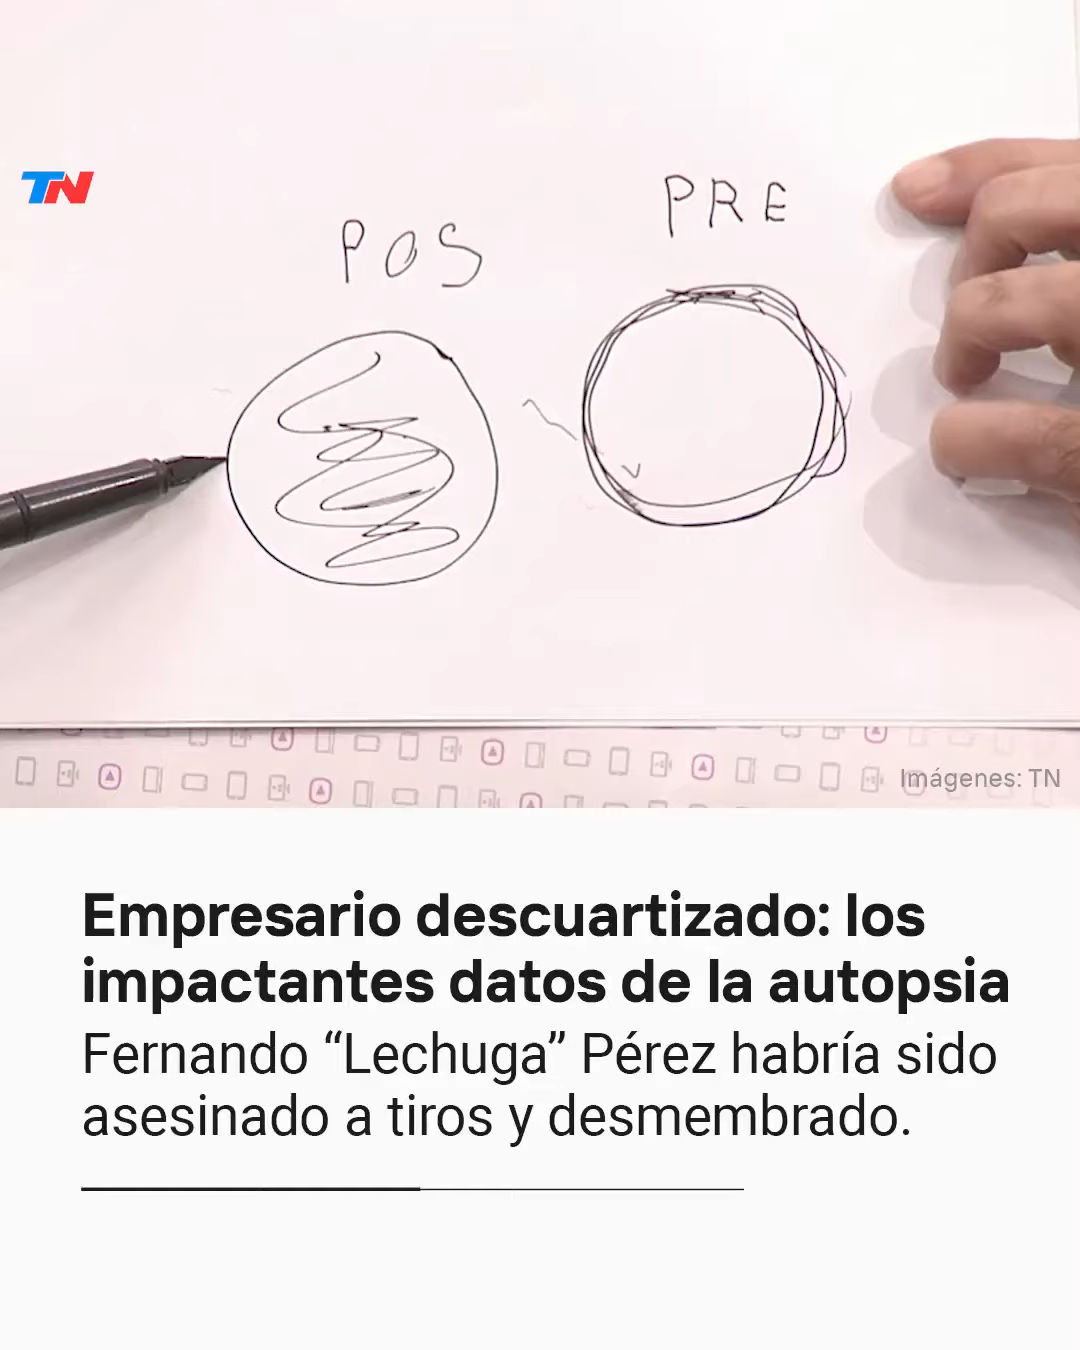 TN
PRE
POS
Imágenes: TN
Empresario descuartizado: los
impactantes datos de la autopsia
Fernando “Lechuga” Pérez habría sido
asesinado a tiros y desmembrado.